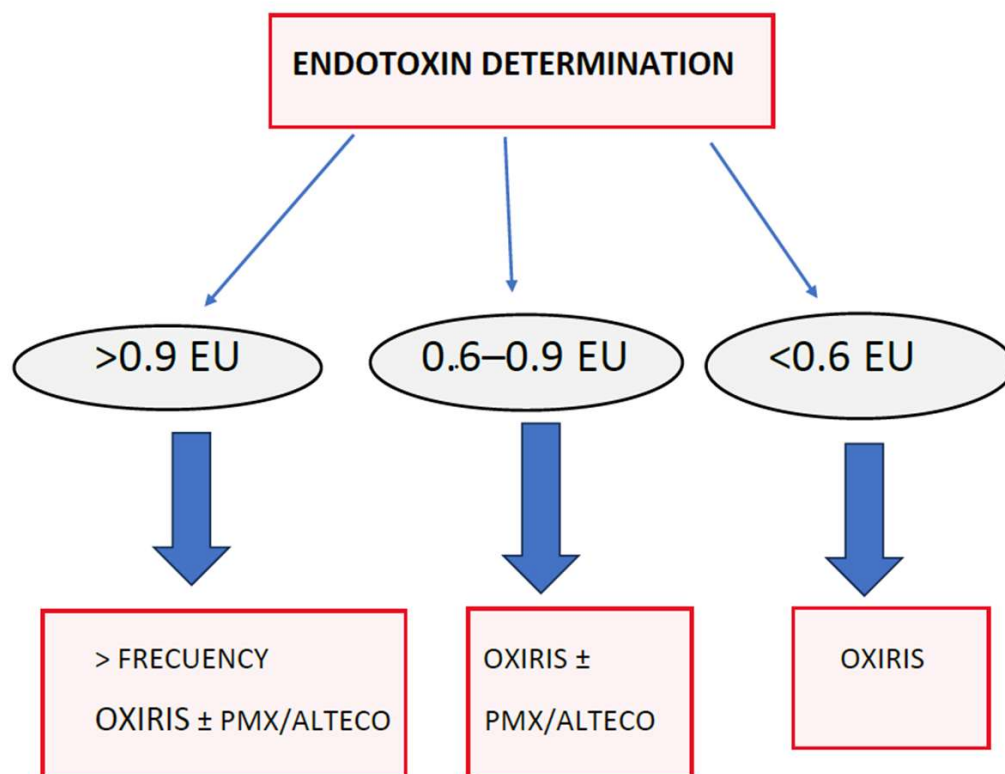 ENDOTOXIN DETERMINATION
>0.9 EU
0.6–0.9 EU
<0.6 EU
> FRECUENCY
OXIRIS ± PMX/ALTECO
OXIRIS ±
PMX/ALTECO
OXIRIS